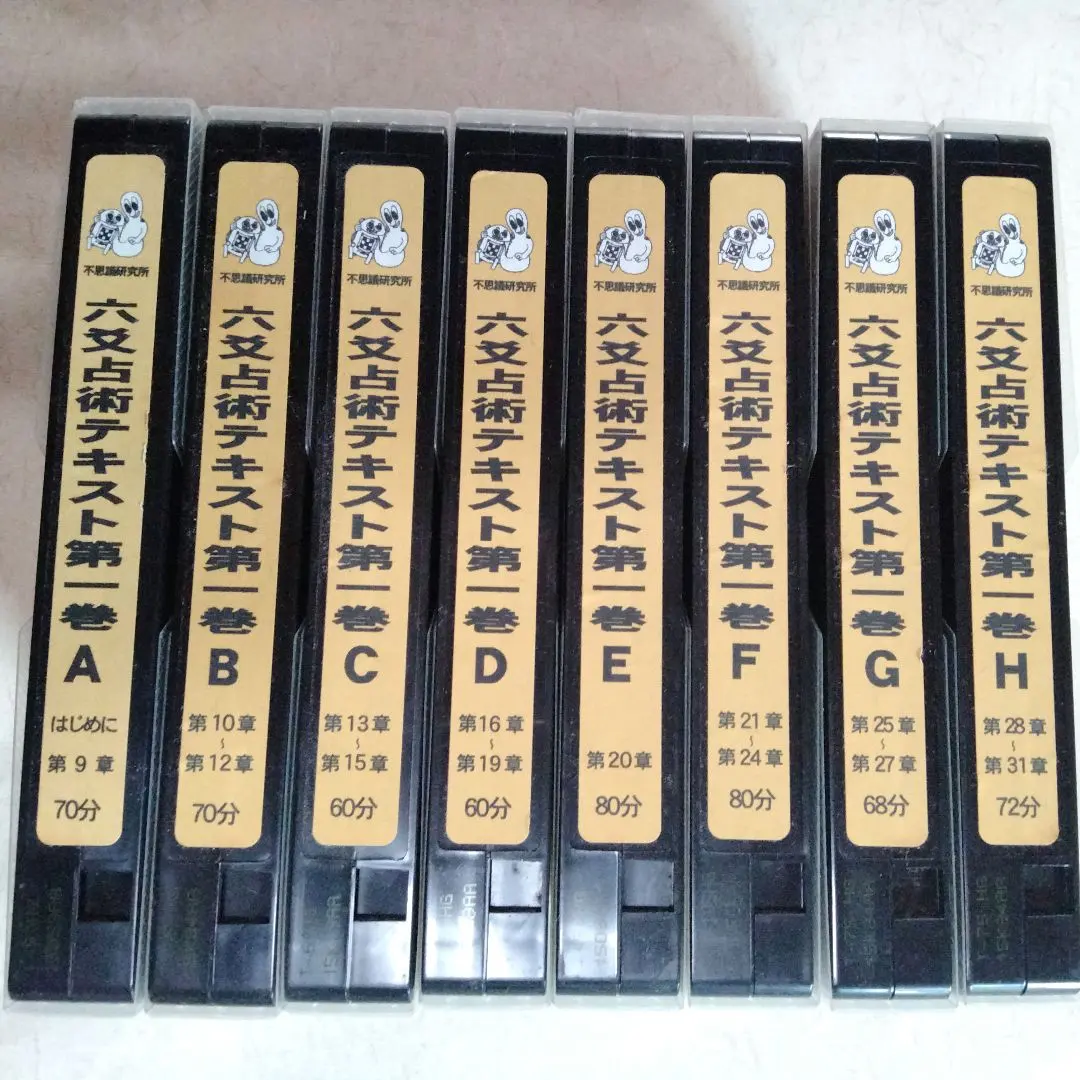 不思議研究所
六爻占術テキスト第一巻
A
はじめに
第9章
70分
不思議研究所
六爻占術テキスト第一巻
B
第10章
~
第12章
70分
不思議研究所
六爻占術テキスト第一巻
C
第13章
~
第15章
60分
不思議研究所
六爻占術テキスト第一巻
D
第16章
~
第19章
60分
不思議研究所
六爻占術テキスト第一巻
E
第20章
80分
不思議研究所
六爻占術テキスト第一巻
F
第21章
~
第24章
80分
不思議研究所
六爻占術テキスト第一巻
G
第25章
~
第27章
68分
不思議研究所
六爻占術テキスト第一巻
H
第28章
~
第31章
72分